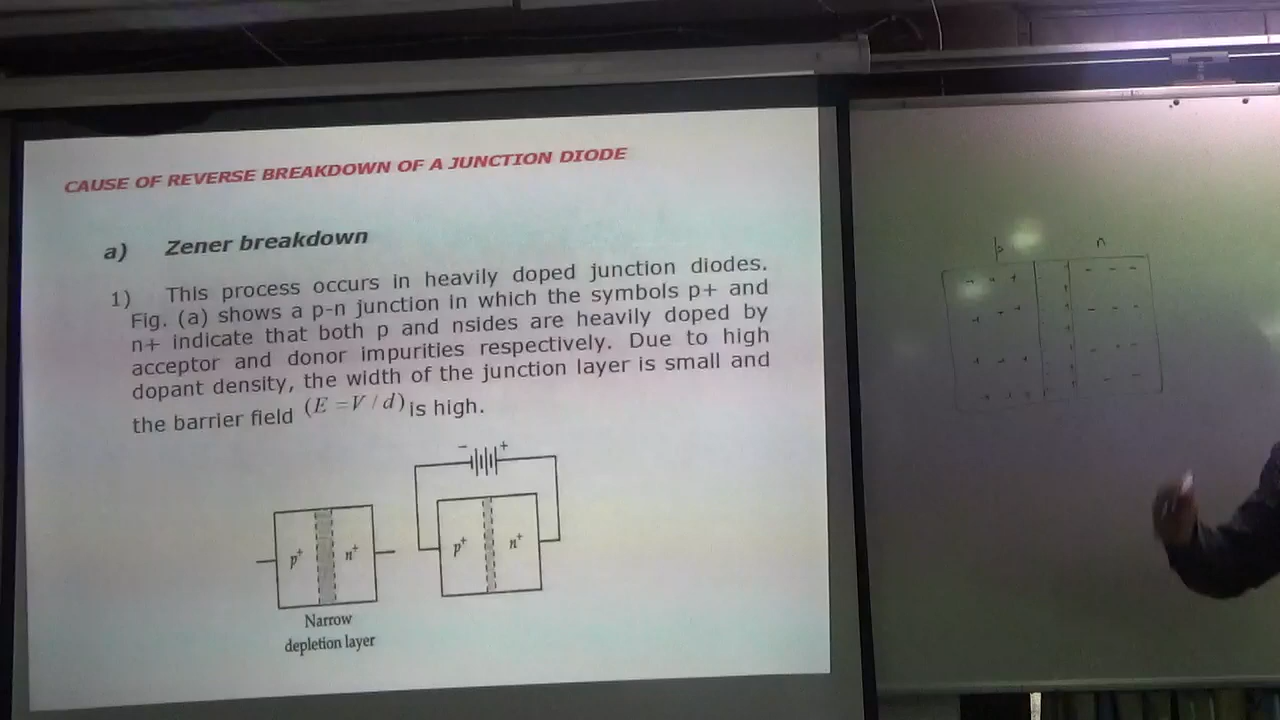 CAUSE OF REVERSE BREAKDOWN OF A JUNCTION DIODE
a) Zener breakdown
1) This process occurs in heavily doped junction diodes.
Fig. (a) shows a p-n junction in which the symbols p+ and
n+ indicate that both p and nsides are heavily doped by
acceptor and donor impurities respectively. Due to high
dopant density, the width of the junction layer is small and
the barrier field (E =V / d) is high.
− +
p⁺ n⁺
p⁺ n⁺
Narrow
depletion layer
p n